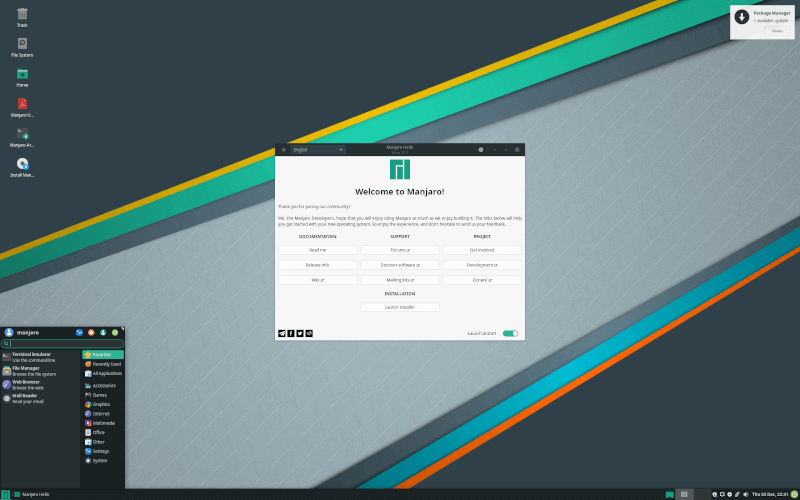 Trash
File System
Home
Manjaro U...
Manjaro-Ar...
Install Man...
Package Manager
1 available update
English
Manjaro Hello
Welcome to Manjaro!
Thank you for joining our community!
We, the Manjaro Developers, hope that you will enjoy using Manjaro as much as we enjoy building it. The links below will help
you get started with your new operating system. So enjoy the experience, and don't hesitate to send us your feedback.
DOCUMENTATION SUPPORT PROJECT
Read me Forums Get involved
Release info Discover software Development
Wiki Mailing lists Donate
INSTALLATION
Launch installer
Launch at start
manjaro
Terminal Emulator
Use the commandline
File Manager
Browse the file system
Web Browser
Browse the web
Mail Reader
Read your email
Favorites
Recently Used
All Applications
Accessories
Games
Graphics
Internet
Multimedia
Office
Other
Settings
System
Manjaro Hello
Thu 08 Dec, 22:41